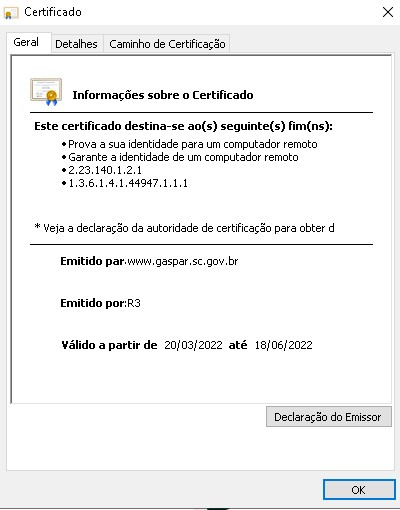 Certificado
Geral
Detalhes
Caminho de Certificação
Informações sobre o Certificado
Este certificado destina-se ao(s) seguinte(s) fim(ns):
• Prova a sua identidade para um computador remoto
• Garante a identidade de um computador remoto
• 2.23.140.1.2.1
• 1.3.6.1.4.1.44947.1.1.1
* Veja a declaração da autoridade de certificação para obter d
Emitido par www.gaspar.sc.gov.br
Emitido por: R3
Válido a partir de 20/03/2022 até 18/06/2022
Declaração do Emissor
OK